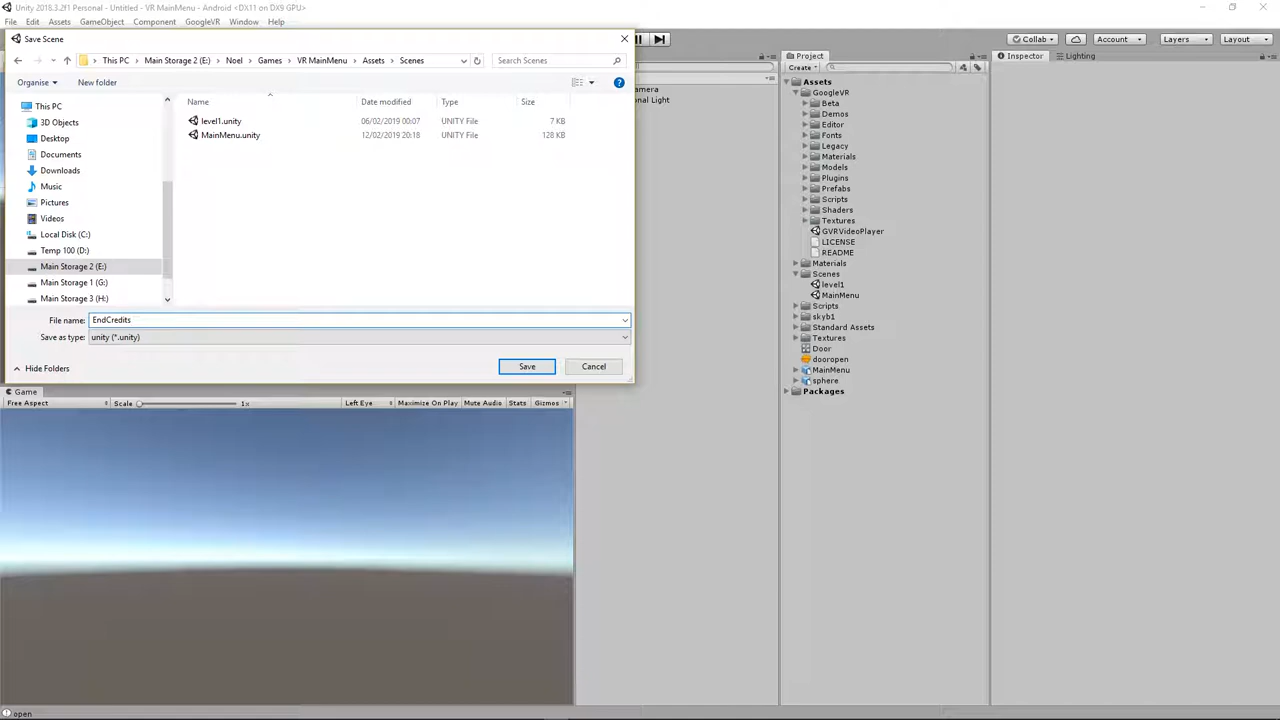 Unity 2018.3.2f1 Personal - Untitled - VR MainMenu - Android <DX11 on DX9 GPU>
File Edit Assets GameObject Component GoogleVR Window Help
Save Scene
Collab Account Layers Layout
This PC Main Storage 2 (E:) Noel Games VR MainMenu Assets Scenes
Search Scenes
Organise New folder
Name Date modified Type Size
level1.unity 06/02/2019 00:07 UNITY File 7 KB
MainMenu.unity 12/02/2019 20:18 UNITY File 128 KB
This PC
3D Objects
Desktop
Documents
Downloads
Music
Pictures
Videos
Local Disk (C:)
Temp 100 (D:)
Main Storage 2 (E:)
Main Storage 1 (G:)
Main Storage 3 (H:)
File name: EndCredits
Save as type: unity (*.unity)
Hide Folders
Save Cancel
Project
Create
Assets
GoogleVR
Beta
Demos
Editor
Legacy
Materials
Models
Plugins
Prefabs
Scripts
Shaders
Textures
GVRVideoPlayer
LICENSE
README
Materials
Scenes
level1
MainMenu
Scripts
skyb1
Standard Assets
Textures
Door
dooropen
MainMenu
sphere
Packages
Inspector Lighting
Game
Free Aspect Scale 1x Left Eye Maximize On Play Mute Audio Stats Gizmos
open